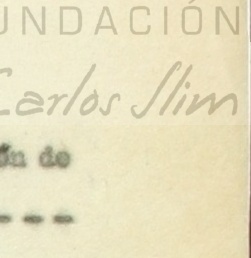 UNDACIÓN
Carlos Slim
ón de
- - -